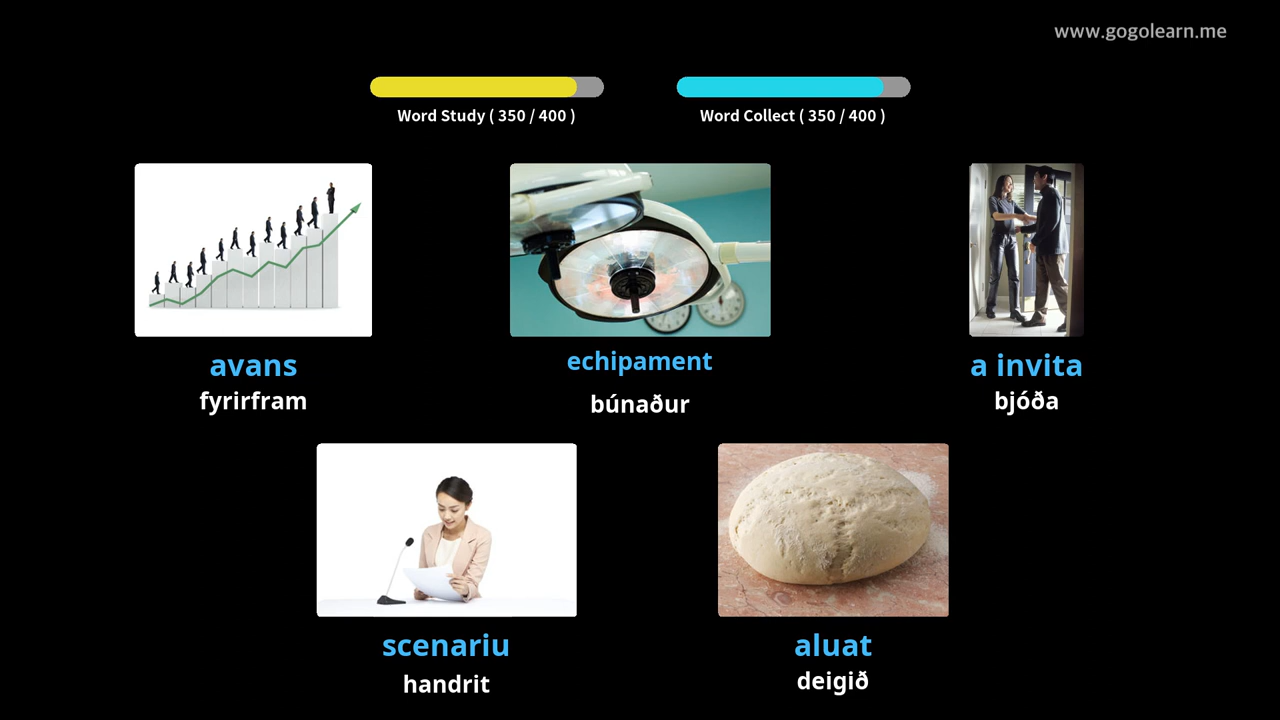 www.gogolearn.me
Word Study ( 350 / 400 )
Word Collect ( 350 / 400 )
avans
fyrirfram
echipament
búnaður
a invita
bjóða
scenariu
handrit
aluat
deigið